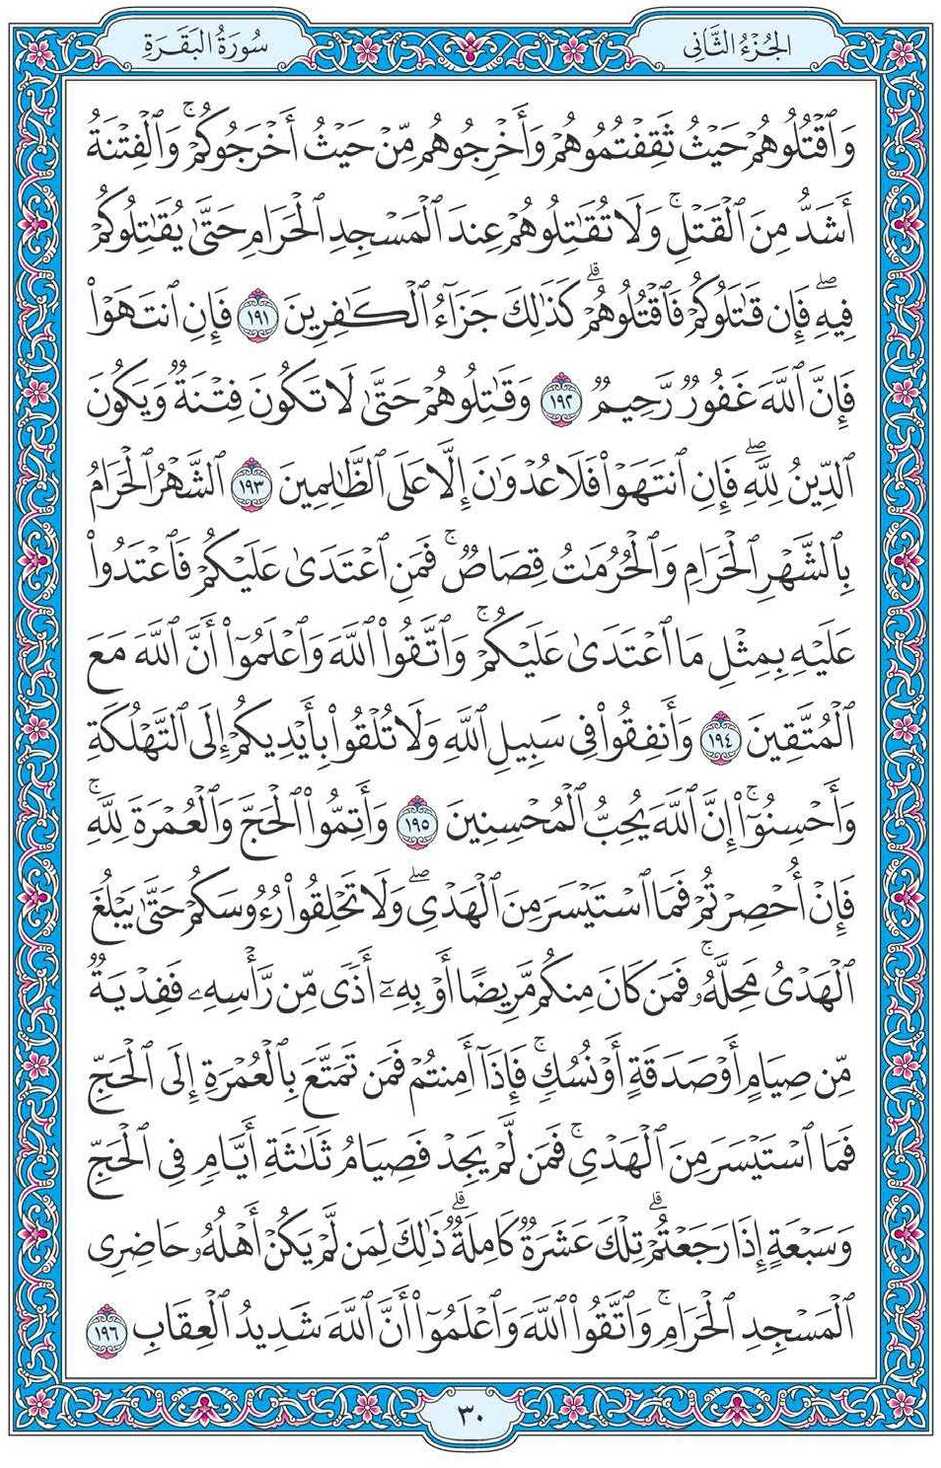 الجُزْءُ الثَّانِي
سُورَةُ البَقَرَةِ
وَٱقۡتُلُوهُمۡ حَيۡثُ ثَقِفۡتُمُوهُمۡ وَأَخۡرِجُوهُم مِّنۡ حَيۡثُ أَخۡرَجُوكُمۡۚ وَٱلۡفِتۡنَةُ
أَشَدُّ مِنَ ٱلۡقَتۡلِۚ وَلَا تُقَٰتِلُوهُمۡ عِندَ ٱلۡمَسۡجِدِ ٱلۡحَرَامِ حَتَّىٰ يُقَٰتِلُوكُمۡ
فِيهِۖ فَإِن قَٰتَلُوكُمۡ فَٱقۡتُلُوهُمۡۗ كَذَٰلِكَ جَزَآءُ ٱلۡكَٰفِرِينَ ١٩١ فَإِنِ ٱنتَهَوۡاْ
فَإِنَّ ٱللَّهَ غَفُورٞ رَّحِيمٞ ١٩٢ وَقَٰتِلُوهُمۡ حَتَّىٰ لَا تَكُونَ فِتۡنَةٞ وَيَكُونَ
ٱلدِّينُ لِلَّهِۖ فَإِنِ ٱنتَهَوۡاْ فَلَا عُدۡوَٰنَ إِلَّا عَلَى ٱلظَّٰلِمِينَ ١٩٣ ٱلشَّهۡرُ ٱلۡحَرَامُ
بِٱلشَّهۡرِ ٱلۡحَرَامِ وَٱلۡحُرُمَٰتُ قِصَاصٞۚ فَمَنِ ٱعۡتَدَىٰ عَلَيۡكُمۡ فَٱعۡتَدُواْ
عَلَيۡهِ بِمِثۡلِ مَا ٱعۡتَدَىٰ عَلَيۡكُمۡۚ وَٱتَّقُواْ ٱللَّهَ وَٱعۡلَمُوٓاْ أَنَّ ٱللَّهَ مَعَ
ٱلۡمُتَّقِينَ ١٩٤ وَأَنفِقُواْ فِي سَبِيلِ ٱللَّهِ وَلَا تُلۡقُواْ بِأَيۡدِيكُمۡ إِلَى ٱلتَّهۡلُكَةِ
وَأَحۡسِنُوٓاْۚ إِنَّ ٱللَّهَ يُحِبُّ ٱلۡمُحۡسِنِينَ ١٩٥ وَأَتِمُّواْ ٱلۡحَجَّ وَٱلۡعُمۡرَةَ لِلَّهِۚ
فَإِنۡ أُحۡصِرۡتُمۡ فَمَا ٱسۡتَيۡسَرَ مِنَ ٱلۡهَدۡيِۖ وَلَا تَحۡلِقُواْ رُءُوسَكُمۡ حَتَّىٰ يَبۡلُغَ
ٱلۡهَدۡيُ مَحِلَّهُۥۚ فَمَن كَانَ مِنكُم مَّرِيضًا أَوۡ بِهِۦٓ أَذٗى مِّن رَّأۡسِهِۦ فَفِدۡيَةٞ
مِّن صِيَامٍ أَوۡ صَدَقَةٍ أَوۡ نُسُكٖۚ فَإِذَآ أَمِنتُمۡ فَمَن تَمَتَّعَ بِٱلۡعُمۡرَةِ إِلَى ٱلۡحَجِّ
فَمَا ٱسۡتَيۡسَرَ مِنَ ٱلۡهَدۡيِۚ فَمَن لَّمۡ يَجِدۡ فَصِيَامُ ثَلَٰثَةِ أَيَّامٖ فِي ٱلۡحَجِّ
وَسَبۡعَةٍ إِذَا رَجَعۡتُمۡۗ تِلۡكَ عَشَرَةٞ كَامِلَةٞۗ ذَٰلِكَ لِمَن لَّمۡ يَكُنۡ أَهۡلُهُۥ حَاضِرِي
ٱلۡمَسۡجِدِ ٱلۡحَرَامِۚ وَٱتَّقُواْ ٱللَّهَ وَٱعۡلَمُوٓاْ أَنَّ ٱللَّهَ شَدِيدُ ٱلۡعِقَابِ ١٩٦
٣٠